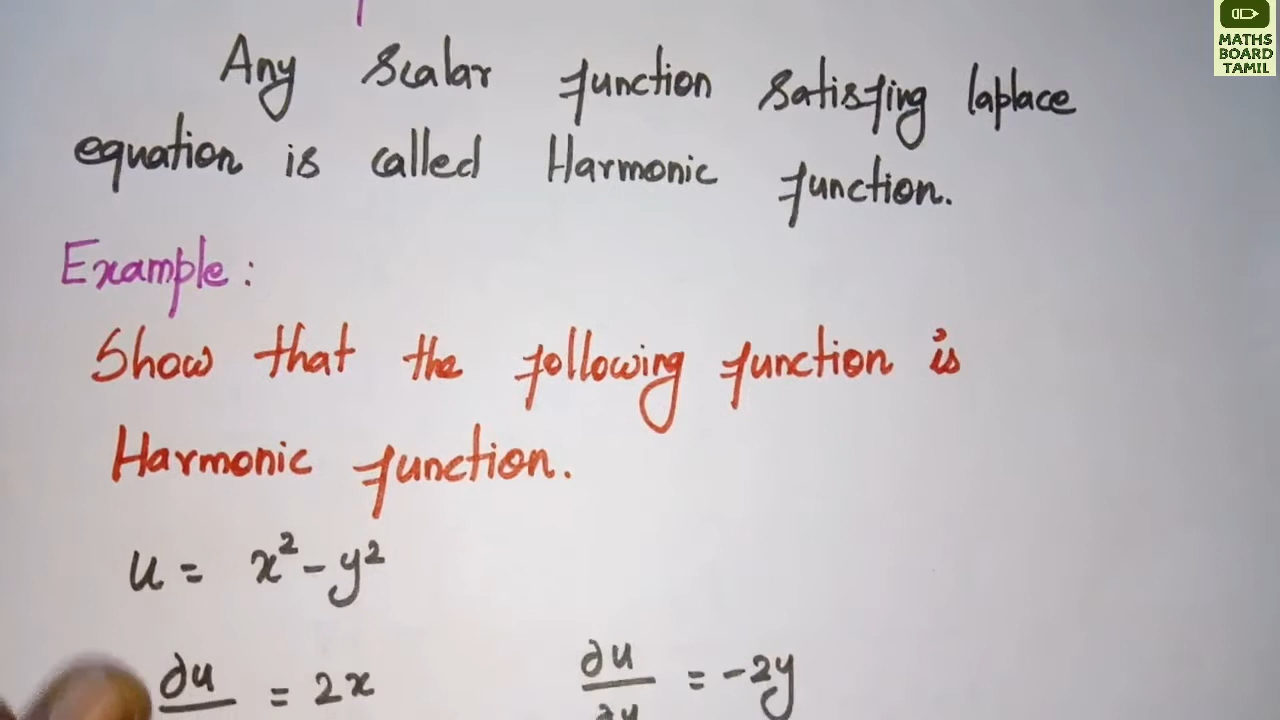 MATHS
BOARD
TAMIL
Any scalar function satisfing laplace
equation is called Harmonic function.
Example:
Show that the following function is
Harmonic function.
u = x² - y²
∂u = 2x ∂u/∂y = -2y